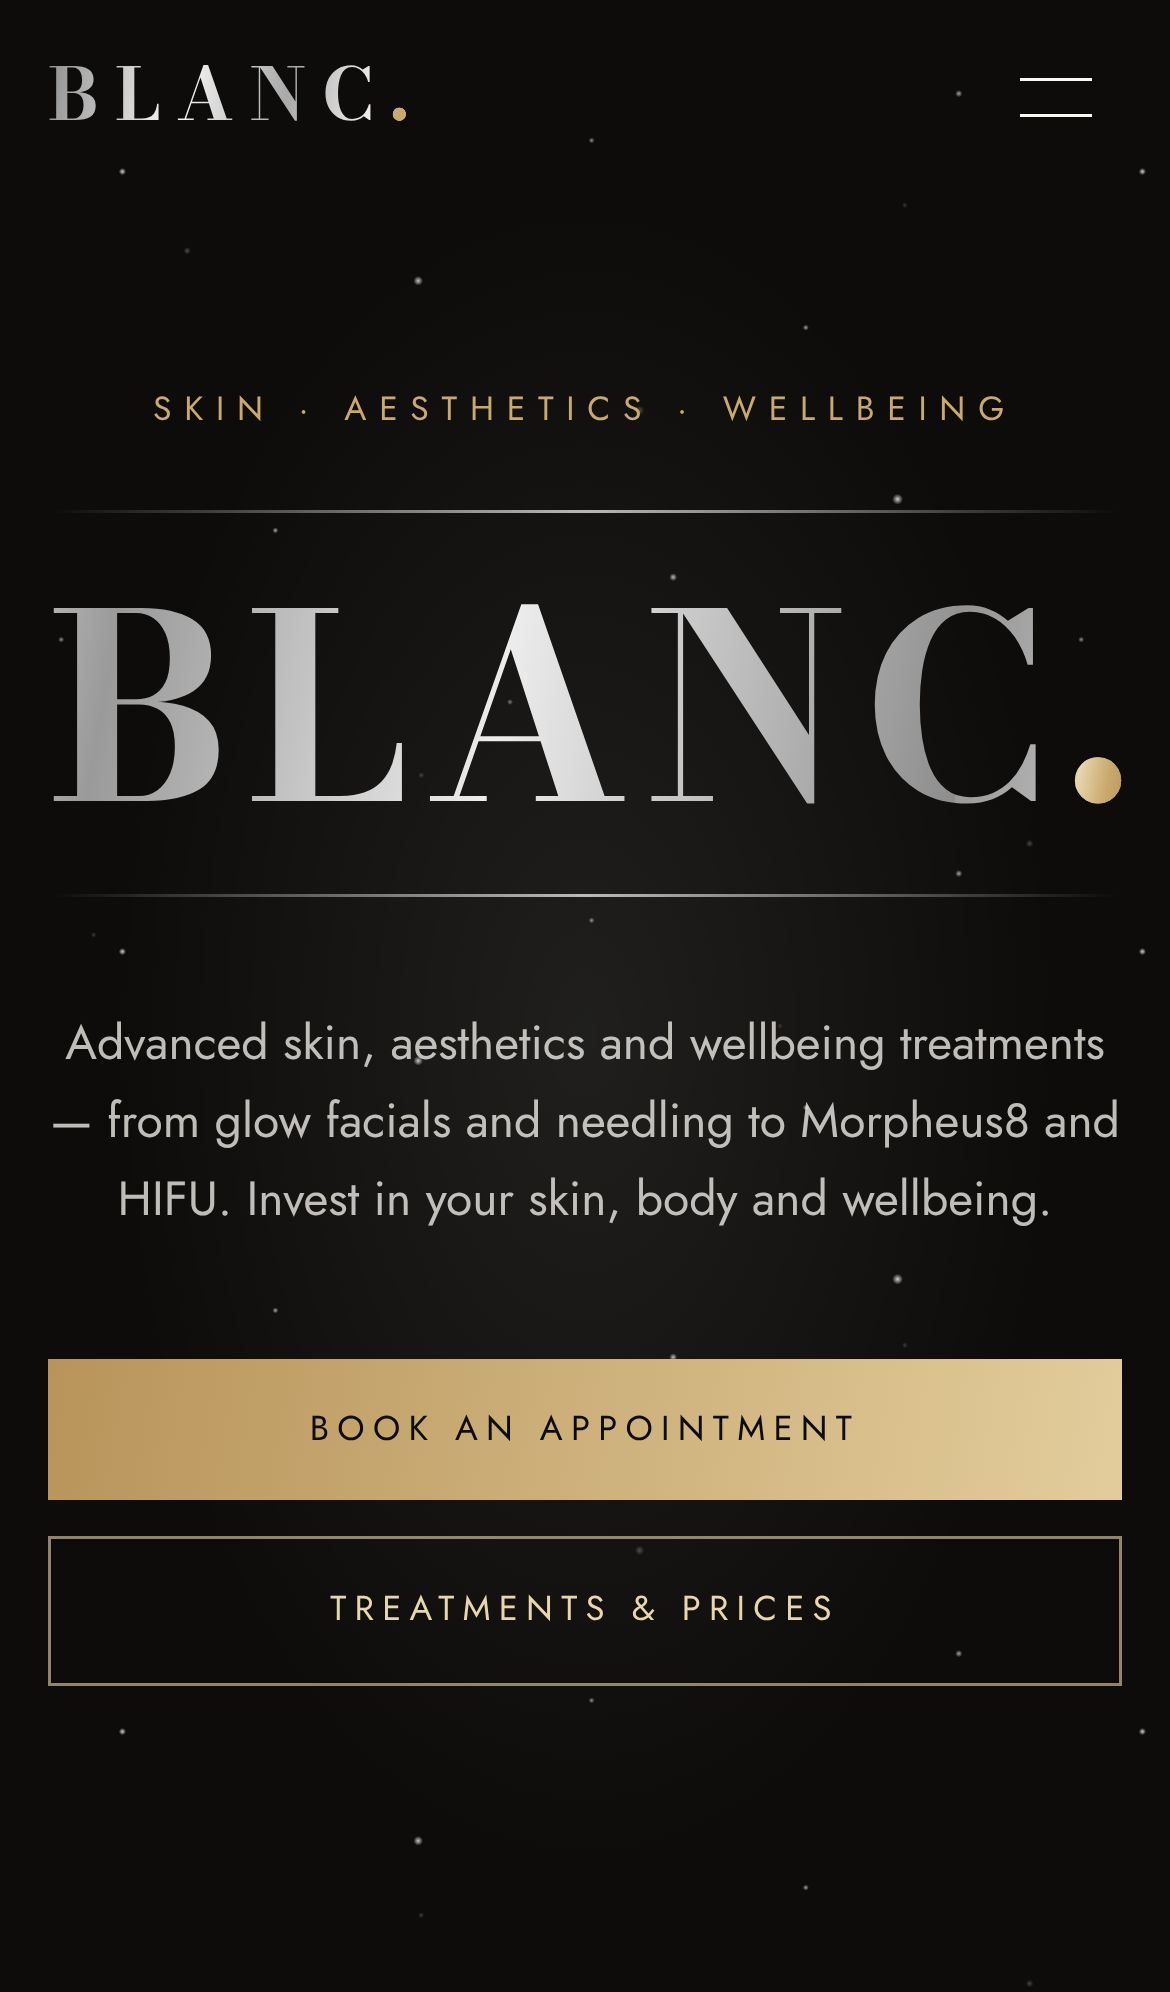 BLANC.
SKIN · AESTHETICS · WELLBEING
BLANC.
Advanced skin, aesthetics and wellbeing treatments
— from glow facials and needling to Morpheus8 and
HIFU. Invest in your skin, body and wellbeing.
BOOK AN APPOINTMENT
TREATMENTS & PRICES